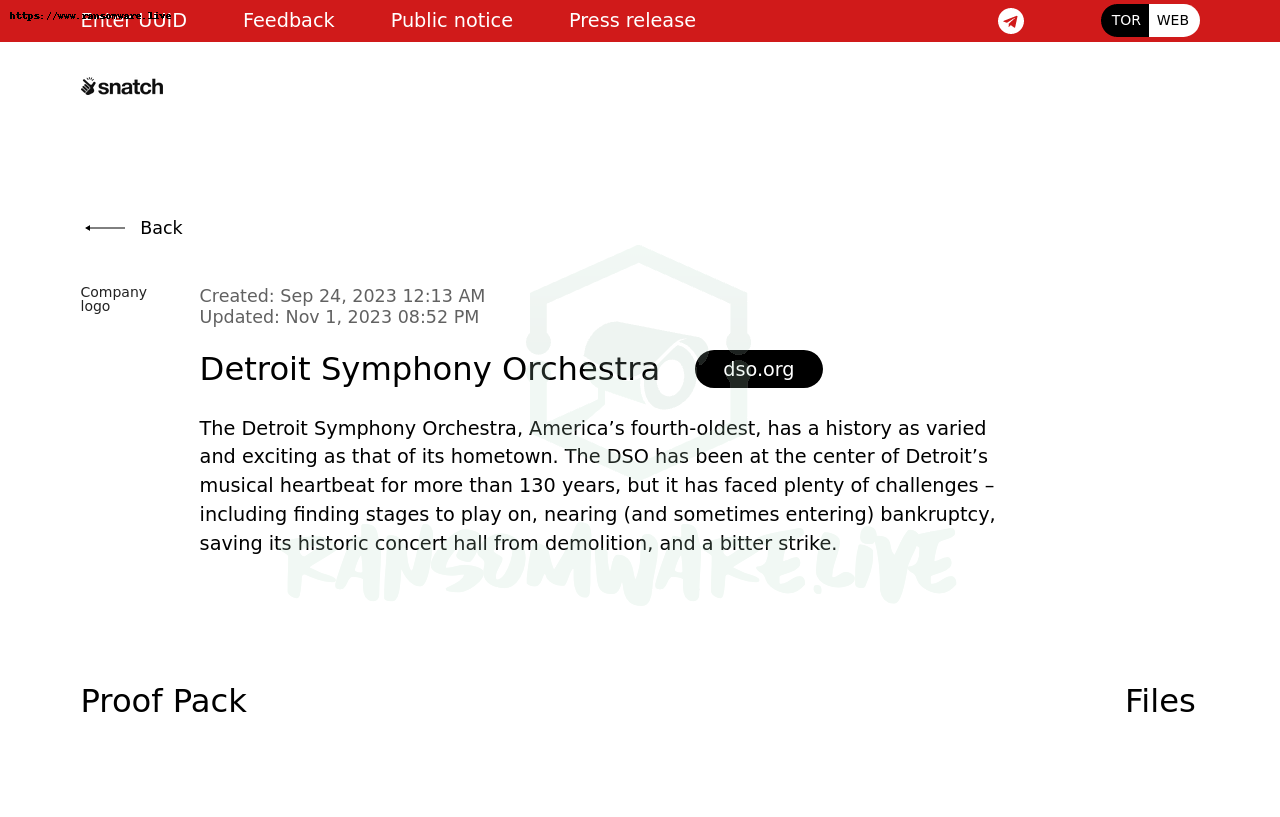 https://www.ransomware.live
Enter UUID Feedback Public notice Press release TOR WEB
snatch
Back
Company
logo
Created: Sep 24, 2023 12:13 AM
Updated: Nov 1, 2023 08:52 PM
Detroit Symphony Orchestra dso.org
The Detroit Symphony Orchestra, America’s fourth-oldest, has a history as varied
and exciting as that of its hometown. The DSO has been at the center of Detroit’s
musical heartbeat for more than 130 years, but it has faced plenty of challenges –
including finding stages to play on, nearing (and sometimes entering) bankruptcy,
saving its historic concert hall from demolition, and a bitter strike.
RANSOMWARE.LIVE
Proof Pack Files